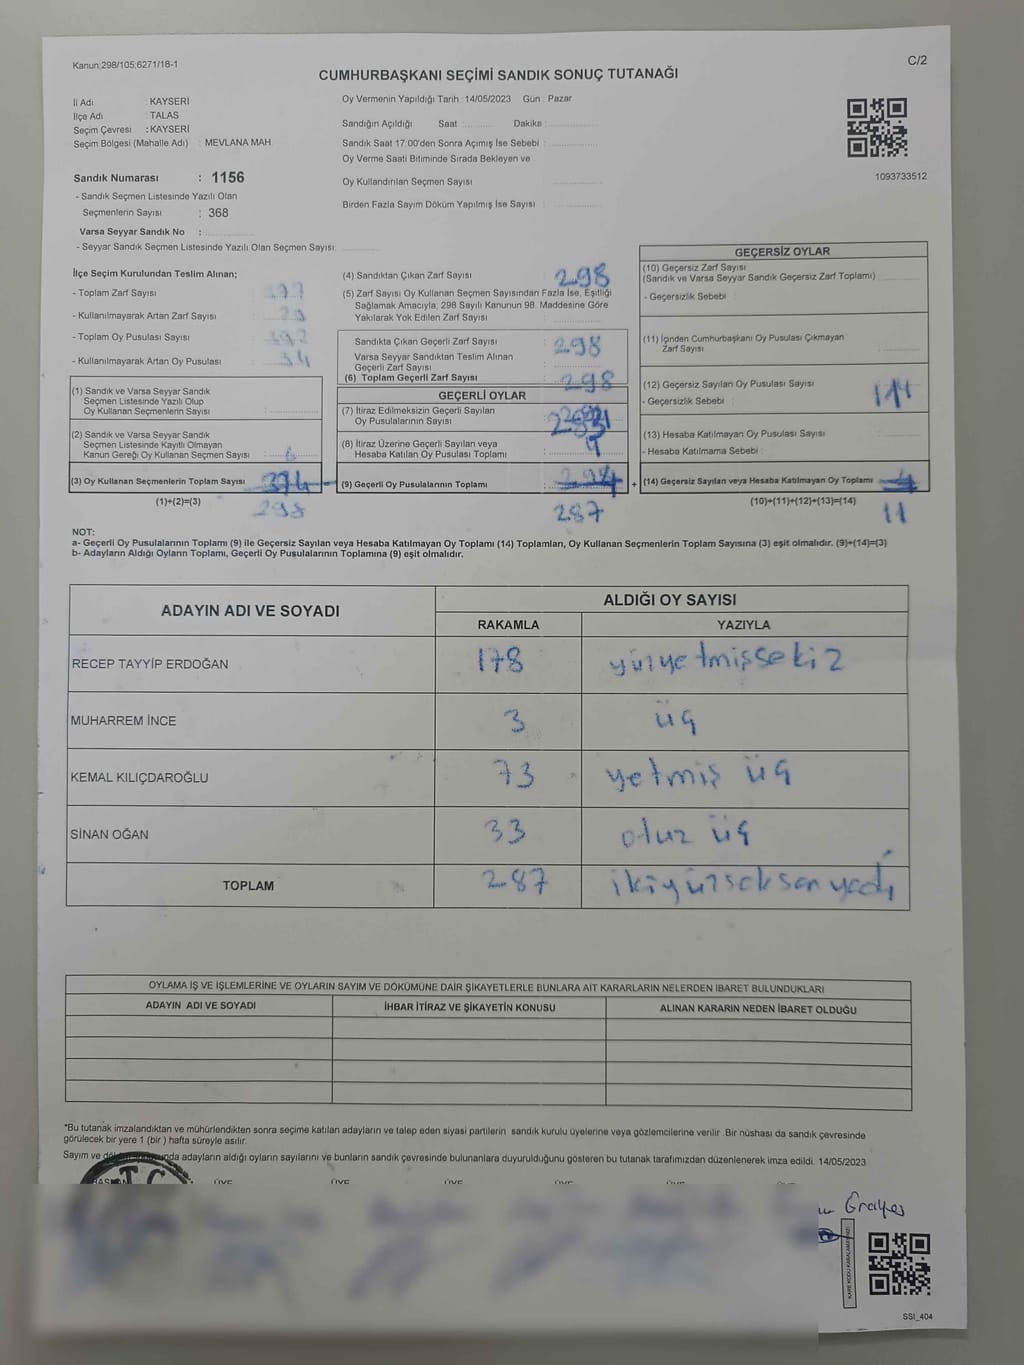 Kanun;298/105;6271/18-1
C/2
CUMHURBAŞKANI SEÇİMİ SANDIK SONUÇ TUTANAĞI
İl Adı : KAYSERİ
İlçe Adı : TALAS
Seçim Çevresi : KAYSERİ
Seçim Bölgesi (Mahalle Adı) : MEVLANA MAH.
Sandık Numarası : 1156
- Sandık Seçmen Listesinde Yazılı Olan
Seçmenlerin Sayısı : 368
Varsa Seyyar Sandık No :
- Seyyar Sandık Seçmen Listesinde Yazılı Olan Seçmen Sayısı:
Oy Vermenin Yapıldığı Tarih :14/05/2023 Gün : Pazar
Sandığın Açıldığı Saat : Dakika :
Sandık Saat 17:00'den Sonra Açımış İse Sebebi :
Oy Verme Saati Bitiminde Sırada Bekleyen ve
Oy Kullandırılan Seçmen Sayısı
Birden Fazla Sayım Döküm Yapılmış İse Sayısı
1093733512
İlçe Seçim Kurulundan Teslim Alınan;
- Toplam Zarf Sayısı
- Kullanılmayarak Artan Zarf Sayısı
- Toplam Oy Pusulası Sayısı
- Kullanılmayarak Artan Oy Pusulası
(1) Sandık ve Varsa Seyyar Sandık
Seçmen Listesinde Yazılı Olup
Oy Kullanan Seçmenlerin Sayısı
(2) Sandık ve Varsa Seyyar Sandık
Seçmen Listesinde Kayıtlı Olmayan
Kanun Gereği Oy Kullanan Seçmen Sayısı : 6
(3) Oy Kullanan Seçmenlerin Toplam Sayısı 374
(1)+(2)=(3)
298
(4) Sandıktan Çıkan Zarf Sayısı : 298
(5) Zarf Sayısı Oy Kullanan Seçmen Sayısından Fazla İse, Eşitliği
Sağlamak Amacıyla; 298 Sayılı Kanunun 98. Maddesine Göre
Yakılarak Yok Edilen Zarf Sayısı
Sandıkta Çıkan Geçerli Zarf Sayısı : 298
Varsa Seyyar Sandıktan Teslim Alınan
Geçerli Zarf Sayısı
(6) Toplam Geçerli Zarf Sayısı : 298
GEÇERLİ OYLAR
(7) İtiraz Edilmeksizin Geçerli Sayılan
Oy Pusulalarının Sayısı
(8) İtiraz Üzerine Geçerli Sayılan veya
Hesaba Katılan Oy Pusulası Toplamı
(9) Geçerli Oy Pusulalarının Toplamı : 294
287
GEÇERSİZ OYLAR
(10) Geçersiz Zarf Sayısı
(Sandık ve Varsa Seyyar Sandık Geçersiz Zarf Toplamı)
- Geçersizlik Sebebi :
(11) İçinden Cumhurbaşkanı Oy Pusulası Çıkmayan
Zarf Sayısı
(12) Geçersiz Sayılan Oy Pusulası Sayısı
- Geçersizlik Sebebi :
(13) Hesaba Katılmayan Oy Pusulası Sayısı
- Hesaba Katılmama Sebebi :
+ (14) Geçersiz Sayılan veya Hesaba Katılmayan Oy Toplamı 4
(10)+(11)+(12)+(13)=(14)
11
NOT:
a- Geçerli Oy Pusulalarının Toplamı (9) ile Geçersiz Sayılan veya Hesaba Katılmayan Oy Toplamı (14) Toplamları, Oy Kullanan Seçmenlerin Toplam Sayısına (3) eşit olmalıdır. (9)+(14)=(3)
b- Adayların Aldığı Oyların Toplamı, Geçerli Oy Pusulalarının Toplamına (9) eşit olmalıdır.
ADAYIN ADI VE SOYADI
ALDIĞI OY SAYISI
RAKAMLA YAZIYLA
RECEP TAYYİP ERDOĞAN 178 yüzyetmişsekiz
MUHARREM İNCE 3 üç
KEMAL KILIÇDAROĞLU 73 yetmiş üç
SİNAN OĞAN 33 otuz üç
TOPLAM 287 ikiyüzseksenyedi
OYLAMA İŞ VE İŞLEMLERİNE VE OYLARIN SAYIM VE DÖKÜMÜNE DAİR ŞİKAYETLERLE BUNLARA AİT KARARLARIN NELERDEN İBARET BULUNDUKLARI
ADAYIN ADI VE SOYADI İHBAR İTİRAZ VE ŞİKAYETİN KONUSU ALINAN KARARIN NEDEN İBARET OLDUĞU
*Bu tutanak imzalandıktan ve mühürlendikten sonra seçime katılan adayların ve talep eden siyasi partilerin sandık kurulu üyelerine veya gözlemcilerine verilir .Bir nüshası da sandık çevresinde
görülecek bir yere 1 (bir ) hafta süreyle asılır.
Sayım ve adayların aldığı oyların sayılarını ve bunların sandık çevresinde bulunanlara duyurulduğunu gösteren bu tutanak tarafımızdan düzenlenerek imza edildi. 14/05/2023
BAŞKAN ÜYE ÜYE ÜYE ÜYE ÜYE ÜYE
T.C.
SSI_404